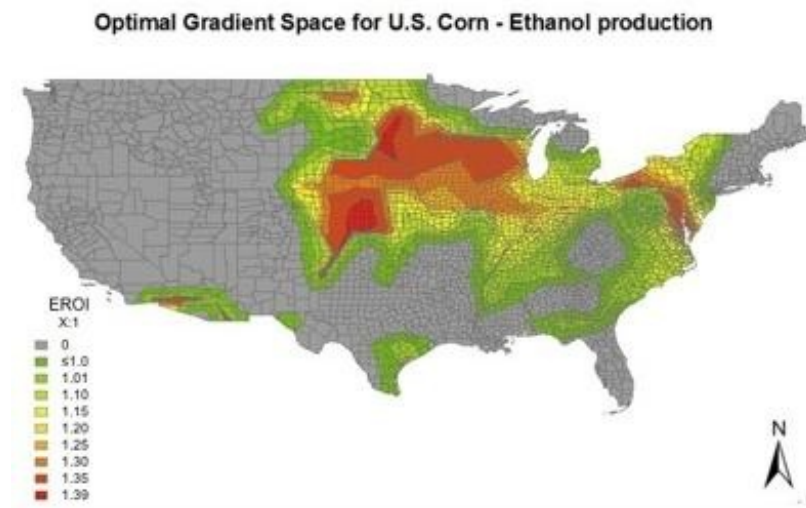 Optimal Gradient Space for U.S. Corn - Ethanol production
EROI
X:1
0
≤1.0
1.01
1.10
1.15
1.20
1.25
1.30
1.35
1.39
N